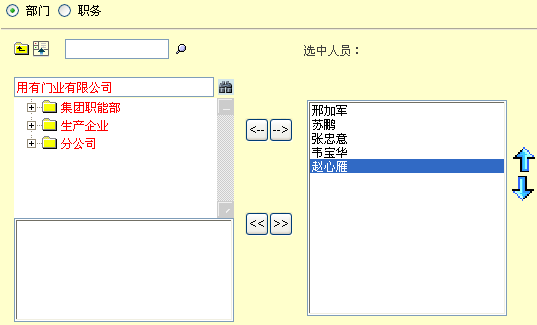 部门 职务
选中人员：
用有门业有限公司
集团职能部
生产企业
分公司
<-- -->
<< >>
邢加军
苏鹏
张忠意
韦宝华
赵心雁